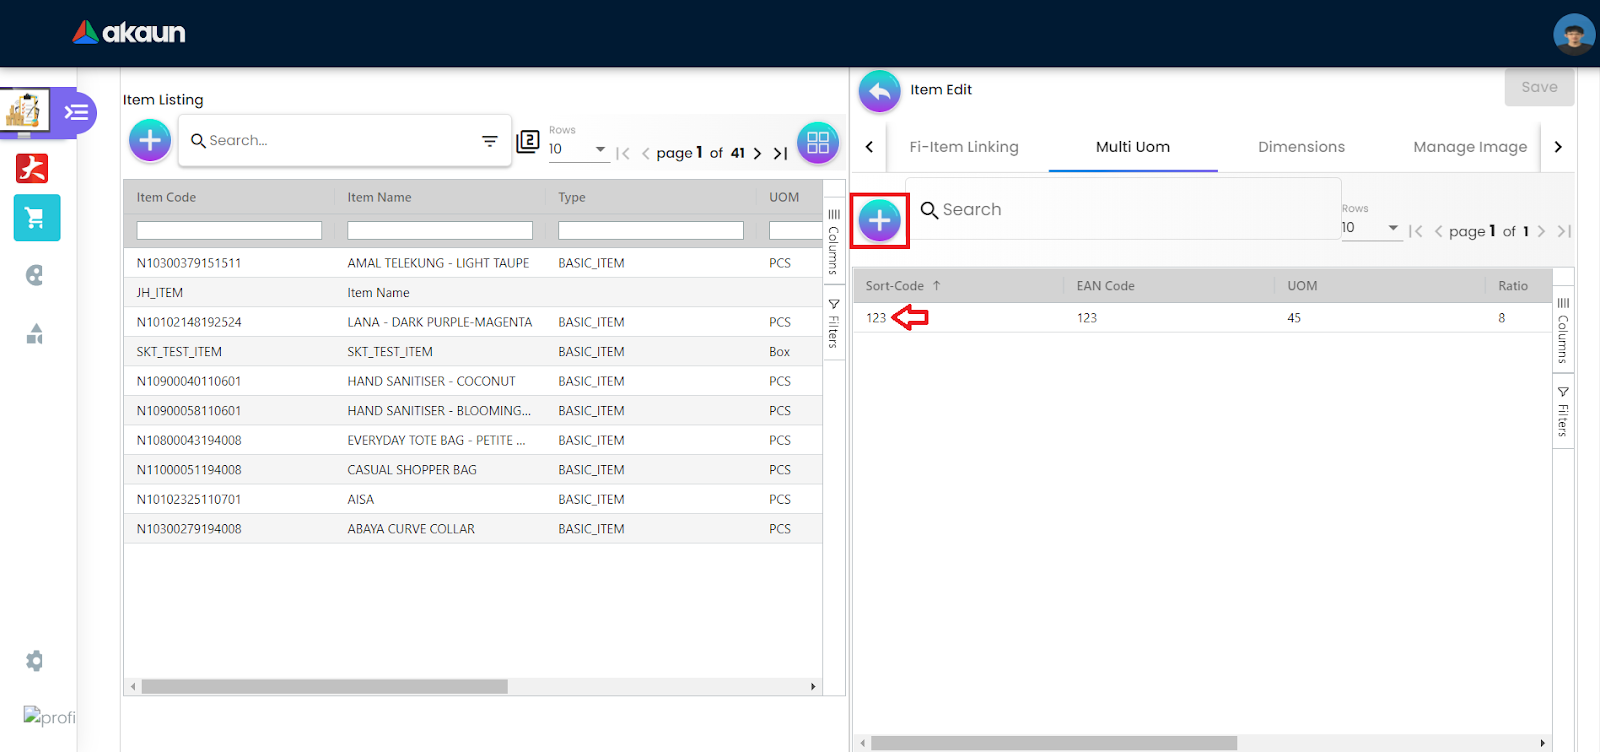 akaun
Item Listing
Search...
2
Rows
10
page 1 of 41
Item Code Item Name Type UOM
N10300379151511 AMAL TELEKUNG - LIGHT TAUPE BASIC_ITEM PCS
JH_ITEM Item Name
N10102148192524 LANA - DARK PURPLE-MAGENTA BASIC_ITEM PCS
SKT_TEST_ITEM SKT_TEST_ITEM BASIC_ITEM Box
N10900040110601 HAND SANITISER - COCONUT BASIC_ITEM PCS
N10900058110601 HAND SANITISER - BLOOMING... BASIC_ITEM PCS
N10800043194008 EVERYDAY TOTE BAG - PETITE ... BASIC_ITEM PCS
N11000051194008 CASUAL SHOPPER BAG BASIC_ITEM PCS
N10102325110701 AISA BASIC_ITEM PCS
N10300279194008 ABAYA CURVE COLLAR BASIC_ITEM PCS
Columns
Filters
profi
Item Edit
Save
Fi-Item Linking Multi Uom Dimensions Manage Image
Search
Rows
10
page 1 of 1
Sort-Code EAN Code UOM Ratio
123 123 45 8
Columns
Filters